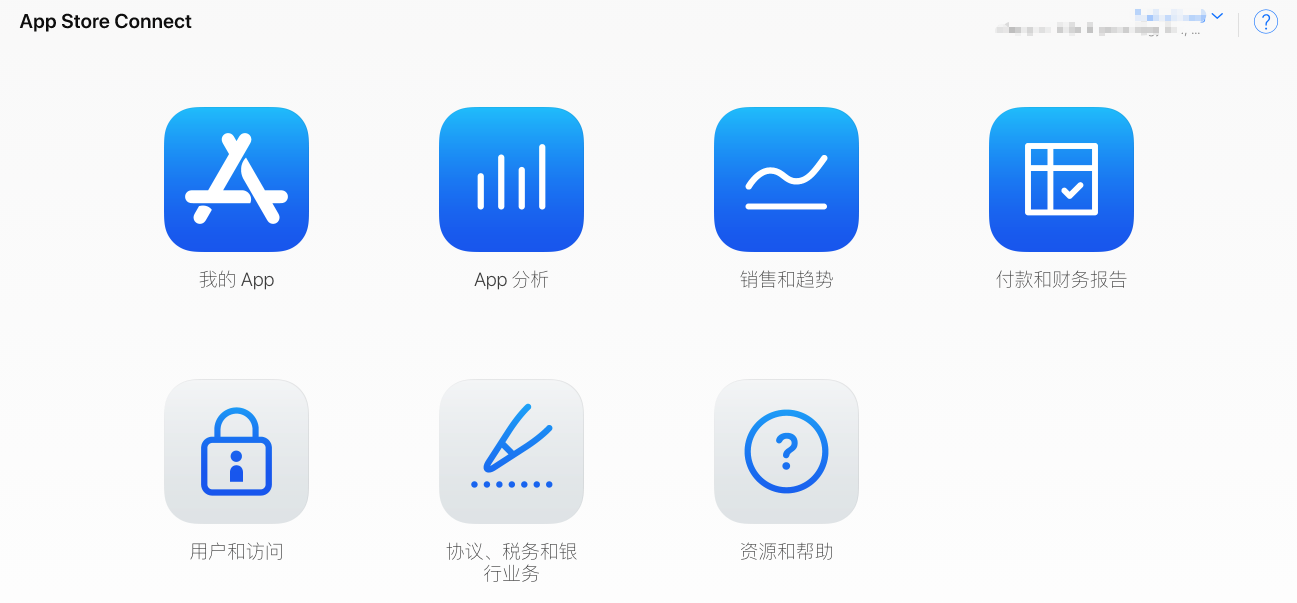 App Store Connect
?
我的 App
App 分析
销售和趋势
付款和财务报告
?
用户和访问
协议、税务和银
行业务
资源和帮助